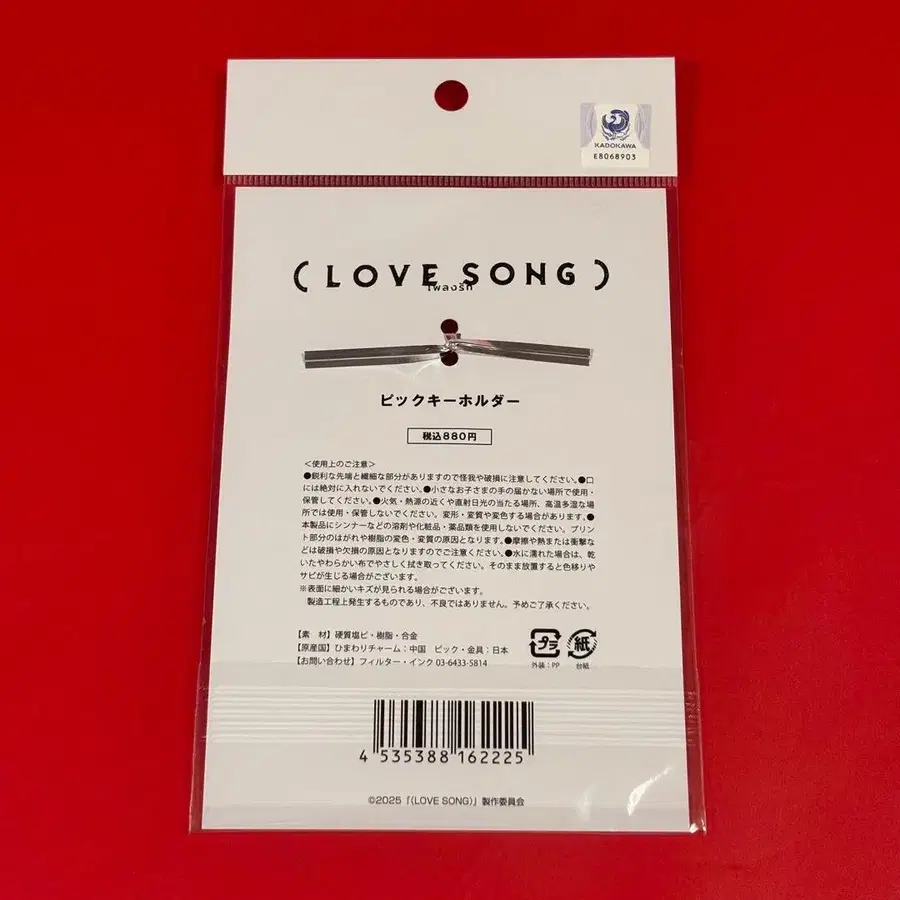 KADOKAWA
E8068903
(LOVE SONG)
เพลงรัก
ピックキーホルダー
税込880円
＜使用上のご注意＞
●鋭利な先端と繊細な部分がありますので怪我や破損に注意してください。●口
には絶対に入れないでください。●小さなお子さまの手の届かない場所で使用・
保管してください。●火気・熱源の近くや直射日光の当たる場所、高温多湿な場
所では使用・保管しないでください。変形・変質や変色する場合があります。●
本製品にシンナーなどの溶剤や化粧品・薬品類を使用しないでください。プリン
ト部分のはがれや樹脂の変色・変質の原因となります。●摩擦や熱または衝撃な
どは破損や欠損の原因となりますのでご注意ください。●水に濡れた場合は、乾
いたやわらかい布でやさしく拭き取ってください。そのまま放置すると色移りや
サビが生じる場合がございます。
※表面に細かいキズが見られる場合がございます。
製造工程上発生するものであり、不良ではありません。予めご了承ください。
【素　材】硬質塩ビ・樹脂・合金
【原産国】ひまわりチャーム：中国　ピック・金具：日本
【お問い合わせ】フィルター・インク 03-6433-5814
プラ 紙
外装：PP 台紙
4 535388 162225
©2025『(LOVE SONG)』製作委員会